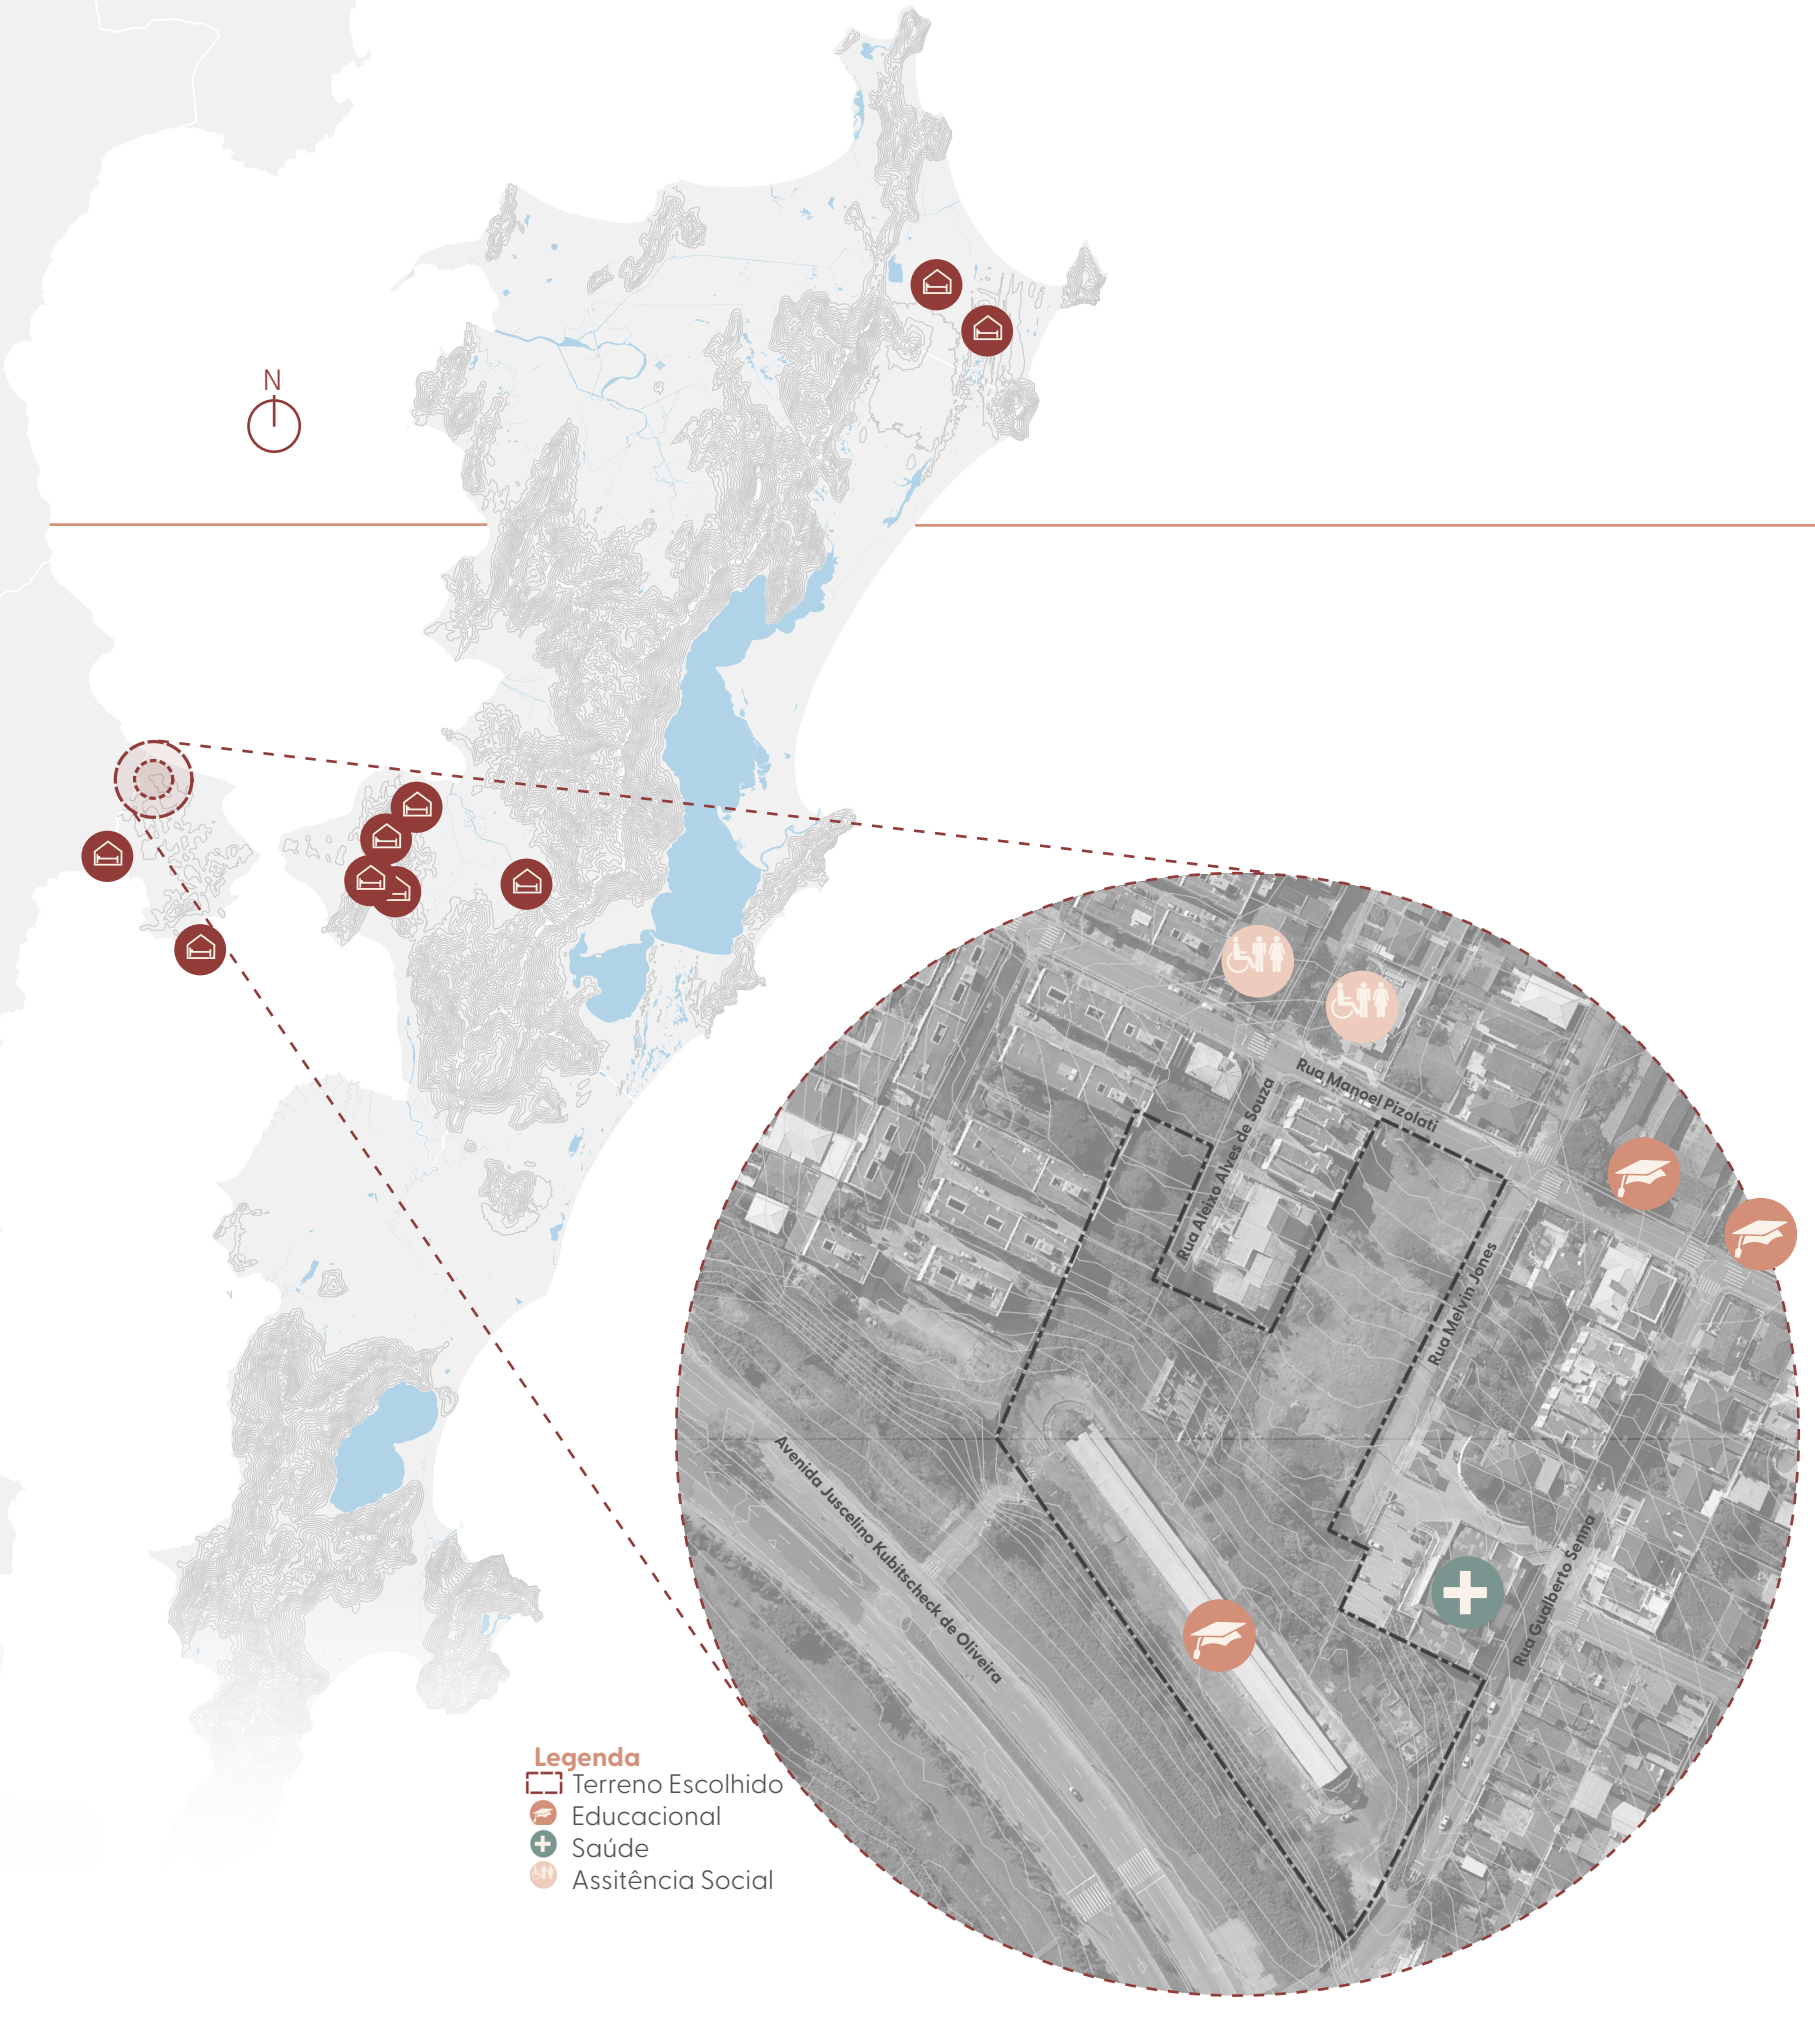 N
Rua Manoel Pizolati
Rua Aleixo Alves de Souza
Rua Melvin Jones
Avenida Juscelino Kubitscheck de Oliveira
Rua Gualberto Senna
Legenda
Terreno Escolhido
Educacional
Saúde
Assitência Social